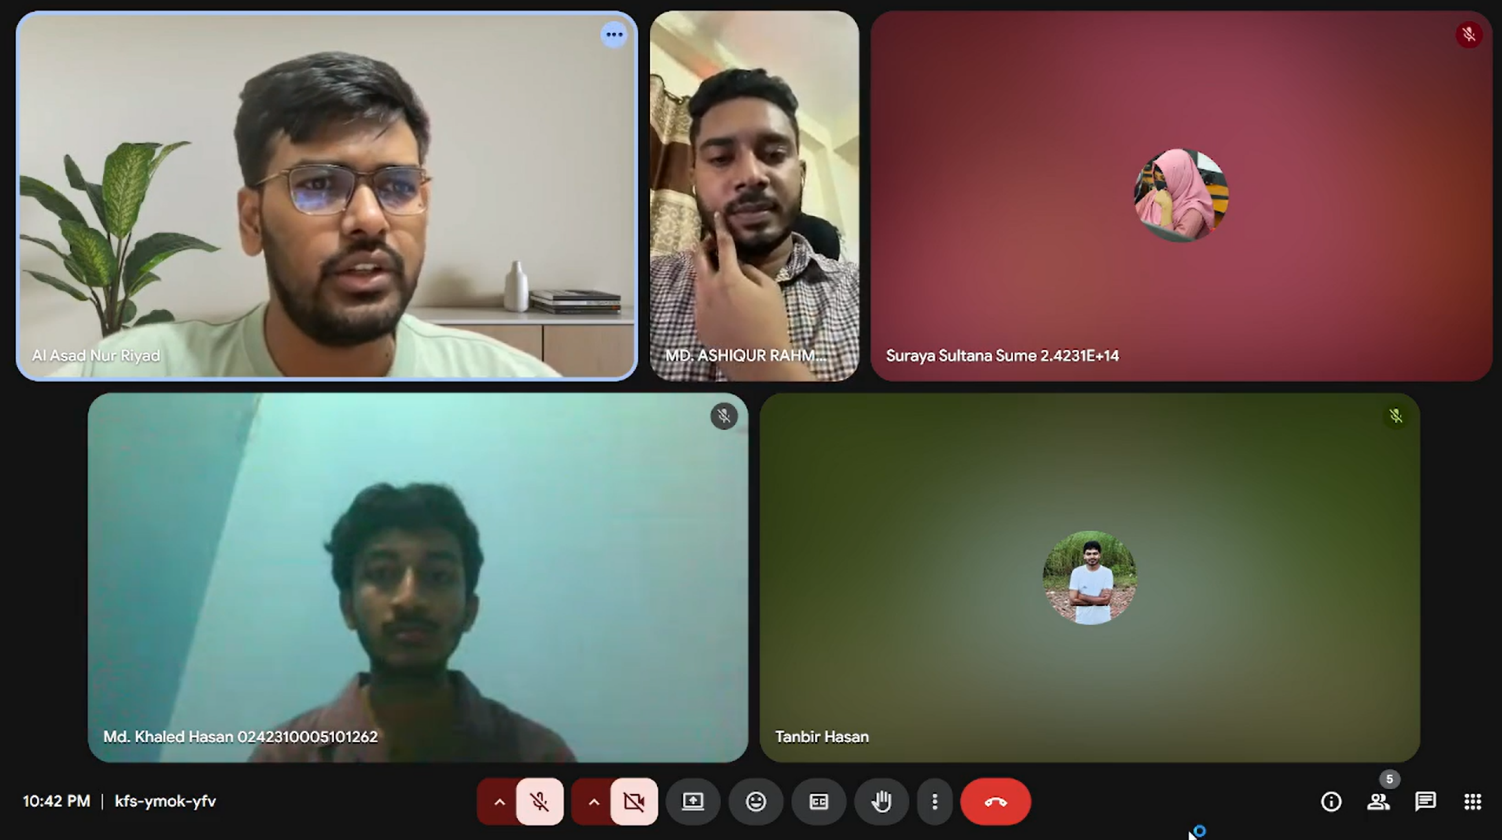 Al Asad Nur Riyad
MD. ASHIQUR RAHM...
Suraya Sultana Sume 2.4231E+14
Md. Khaled Hasan 0242310005101262
Tanbir Hasan
5
10:42 PM | kfs-ymok-yfv
CC